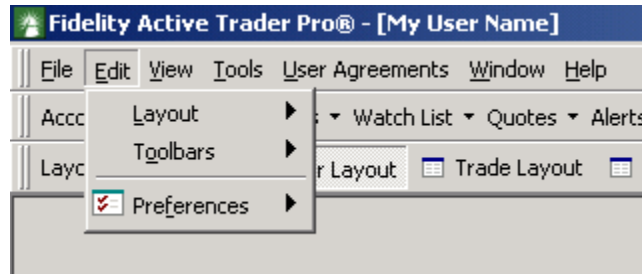 Fidelity Active Trader Pro® - [My User Name]
File Edit View Tools User Agreements Window Help
Layout
Watch List Quotes Alerts
Toolbars
Layout Trade Layout
Preferences